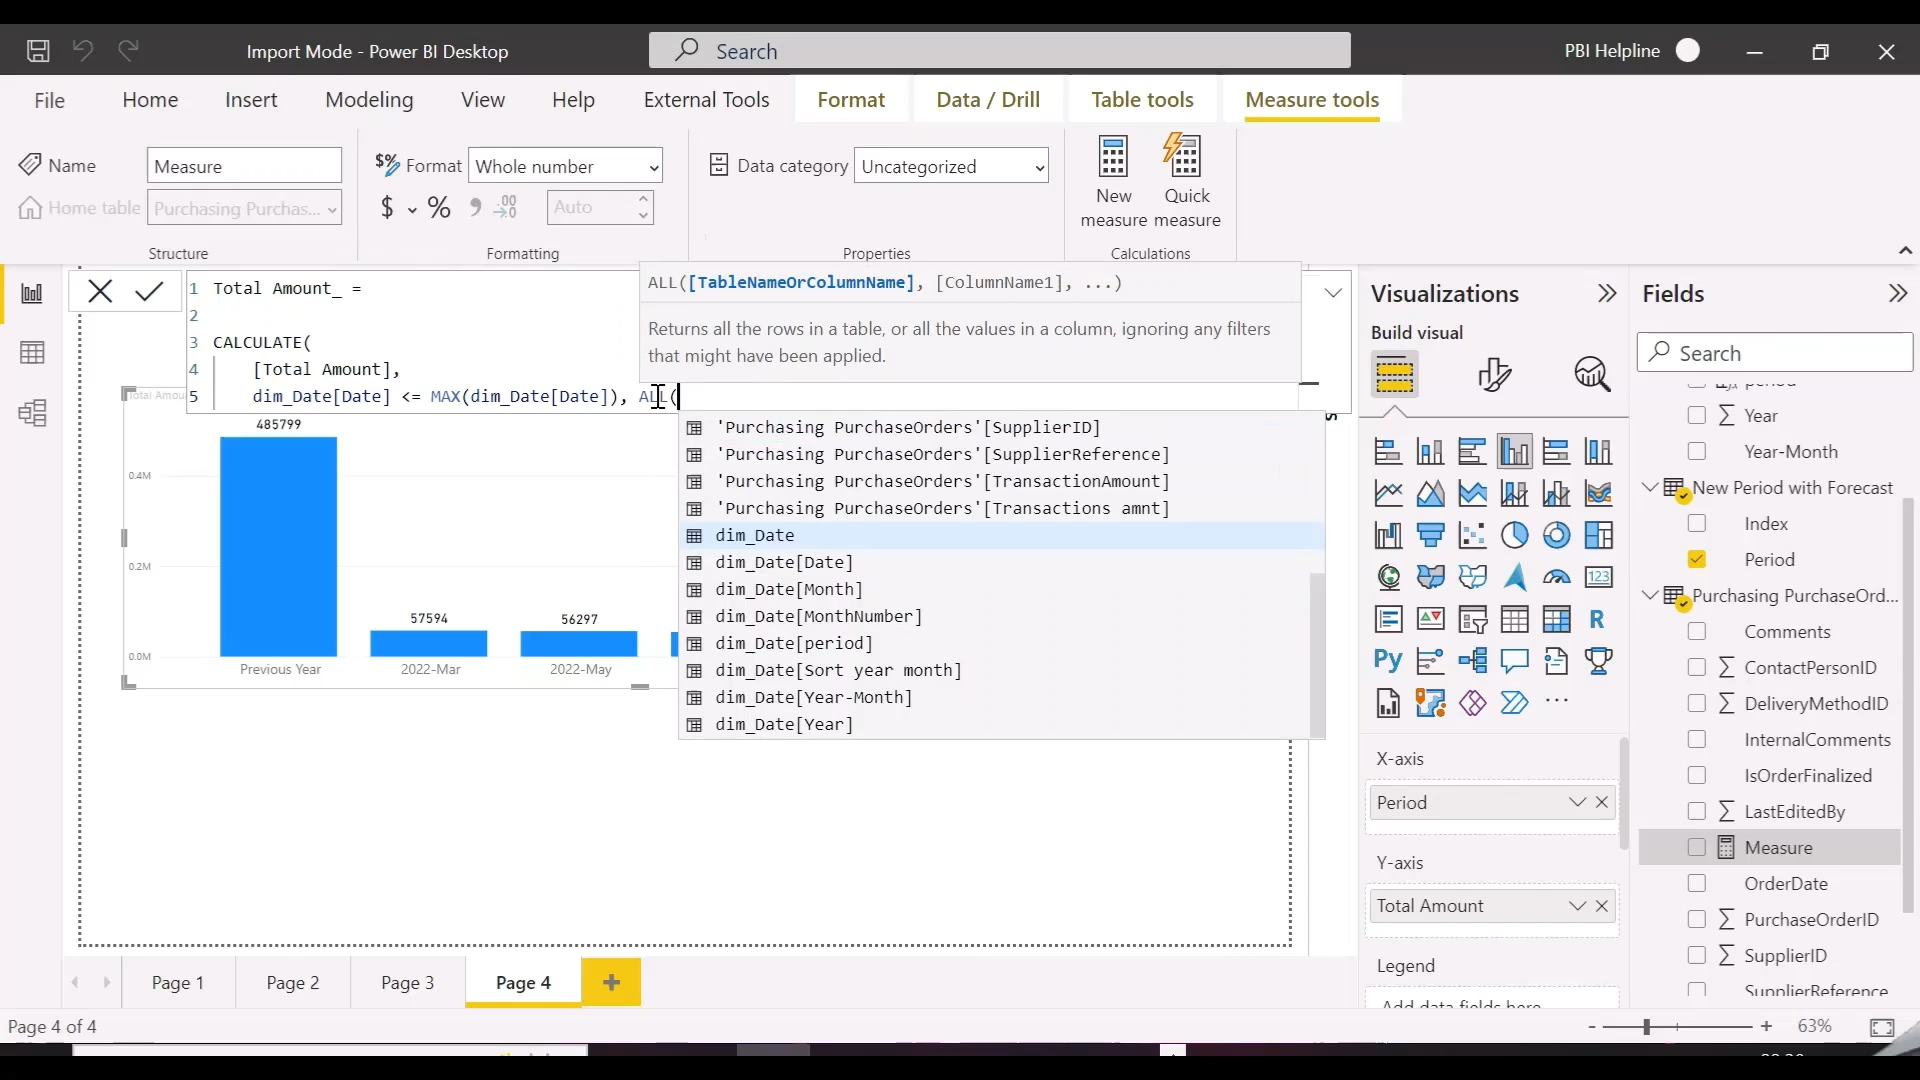 Import Mode - Power BI Desktop
Search
PBI Helpline
File
Home
Insert
Modeling
View
Help
External Tools
Format
Data / Drill
Table tools
Measure tools
Name
Measure
Home table
Purchasing Purchas...
Structure
Format
Whole number
$
%
Auto
Formatting
Data category
Uncategorized
Properties
New measure
Quick measure
Calculations
1 Total Amount_ =
2
3 CALCULATE(
4 [Total Amount],
5 dim_Date[Date] <= MAX(dim_Date[Date]), ALL(
ALL([TableNameOrColumnName], [ColumnName1], ...)
Returns all the rows in a table, or all the values in a column, ignoring any filters
that might have been applied.
'Purchasing PurchaseOrders'[SupplierID]
'Purchasing PurchaseOrders'[SupplierReference]
'Purchasing PurchaseOrders'[TransactionAmount]
'Purchasing PurchaseOrders'[Transactions amnt]
dim_Date
dim_Date[Date]
dim_Date[Month]
dim_Date[MonthNumber]
dim_Date[period]
dim_Date[Sort year month]
dim_Date[Year-Month]
dim_Date[Year]
485799
0.4M
0.2M
57594
56297
0.0M
Previous Year
2022-Mar
2022-May
Visualizations
Build visual
123
R
Py
...
X-axis
Period
Y-axis
Total Amount
Legend
Add data fields here
Fields
Search
period
Year
Year-Month
New Period with Forecast
Index
Period
Purchasing PurchaseOrd...
Comments
ContactPersonID
DeliveryMethodID
InternalComments
IsOrderFinalized
LastEditedBy
Measure
OrderDate
PurchaseOrderID
SupplierID
SupplierReference
Page 1
Page 2
Page 3
Page 4
+
Page 4 of 4
- + 63%